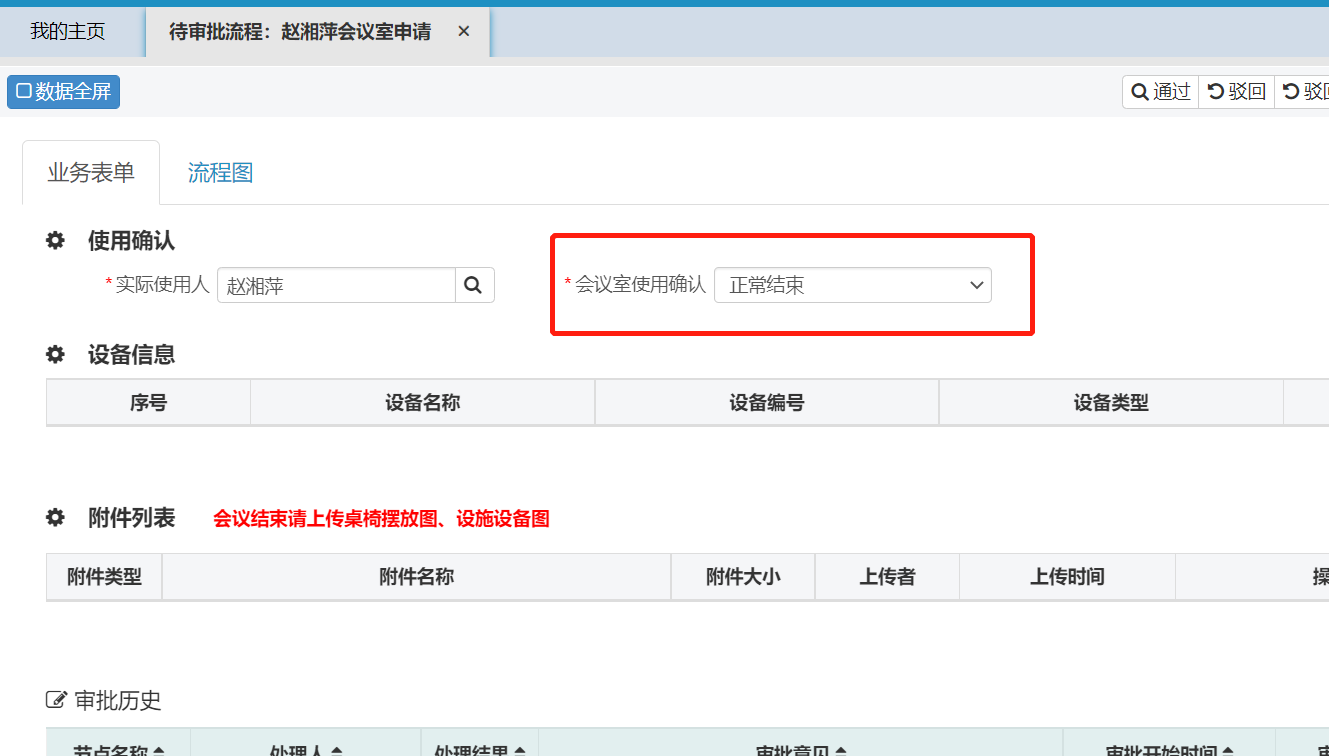 我的主页 待审批流程：赵湘萍会议室申请 ×
数据全屏 通过 驳回
业务表单 流程图
使用确认
*实际使用人 赵湘萍 *会议室使用确认 正常结束
设备信息
序号 设备名称 设备编号 设备类型
附件列表 会议结束请上传桌椅摆放图、设施设备图
附件类型 附件名称 附件大小 上传者 上传时间
审批历史
节点名称 处理人 处理结果 审批意见 审批开始时间